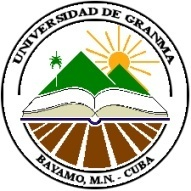 UNIVERSIDAD DE GRANMA
BAYAMO, M.N. - CUBA